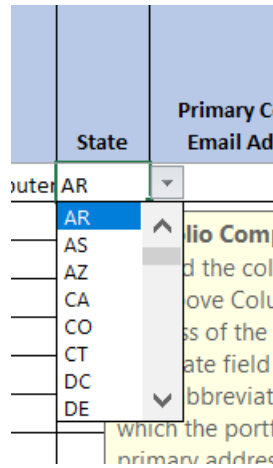 Primary C
State Email Ad
outer AR
AR
AS
AZ
CA
CO
CT
DC
DE
lio Comp
d the col
ove Colu
ss of the
ate field
bbreviat
which the portf
primary addres